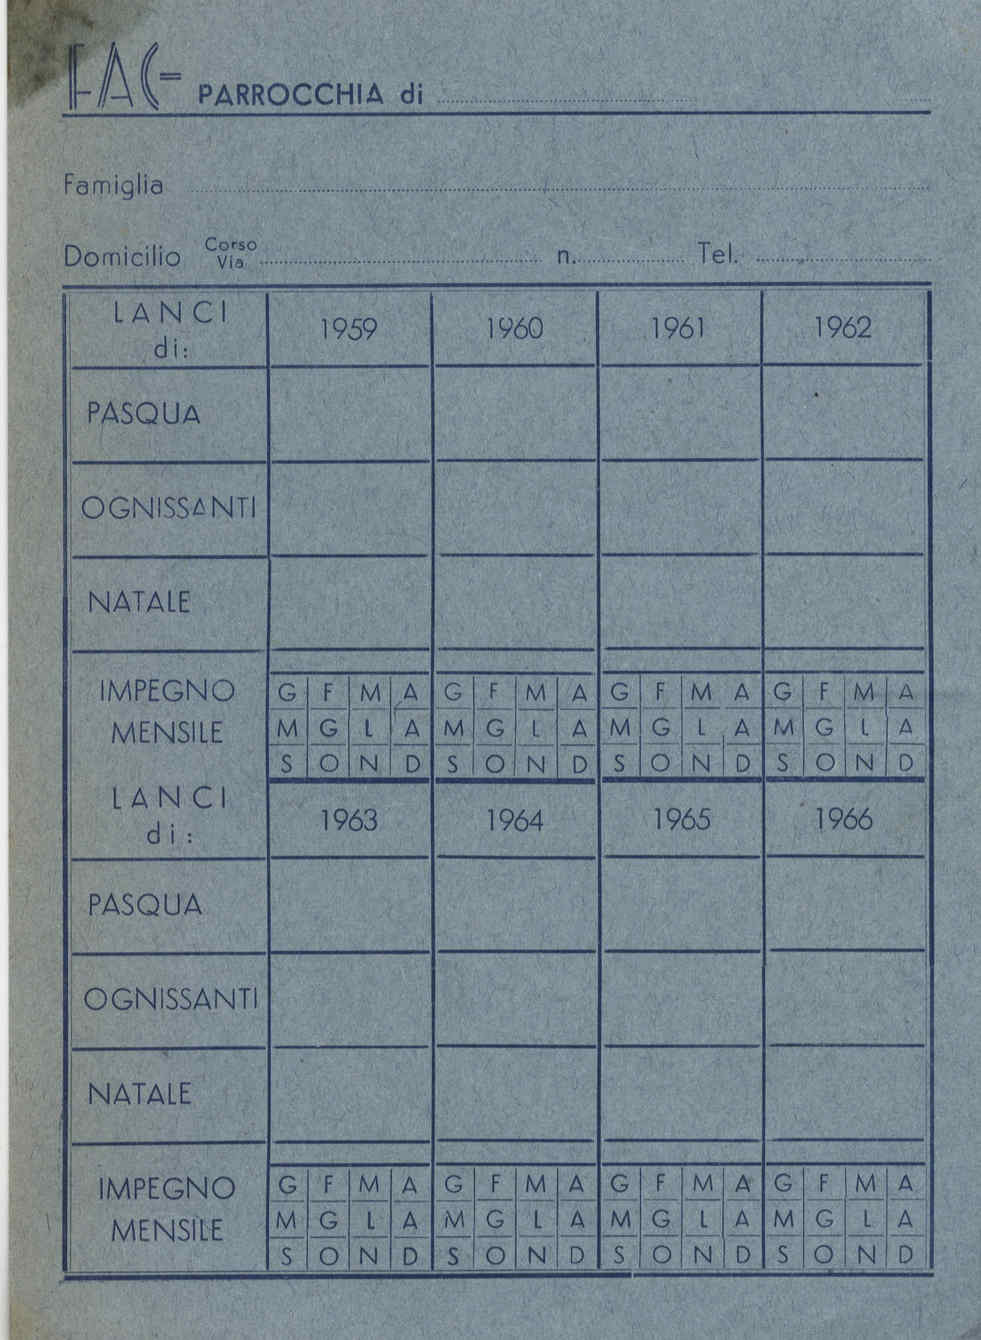 FAC- PARROCCHIA di
Famiglia
Domicilio Corso Via n. Tel.
LANCI di: 1959 1960 1961 1962
PASQUA
OGNISSANTI
NATALE
IMPEGNO MENSILE
G F M A G F M A G F M A G F M A
M G L A M G L A M G L A M G L A
S O N D S O N D S O N D S O N D
LANCI di: 1963 1964 1965 1966
PASQUA
OGNISSANTI
NATALE
IMPEGNO MENSILE
G F M A G F M A G F M A G F M A
M G L A M G L A M G L A M G L A
S O N D S O N D S O N D S O N D